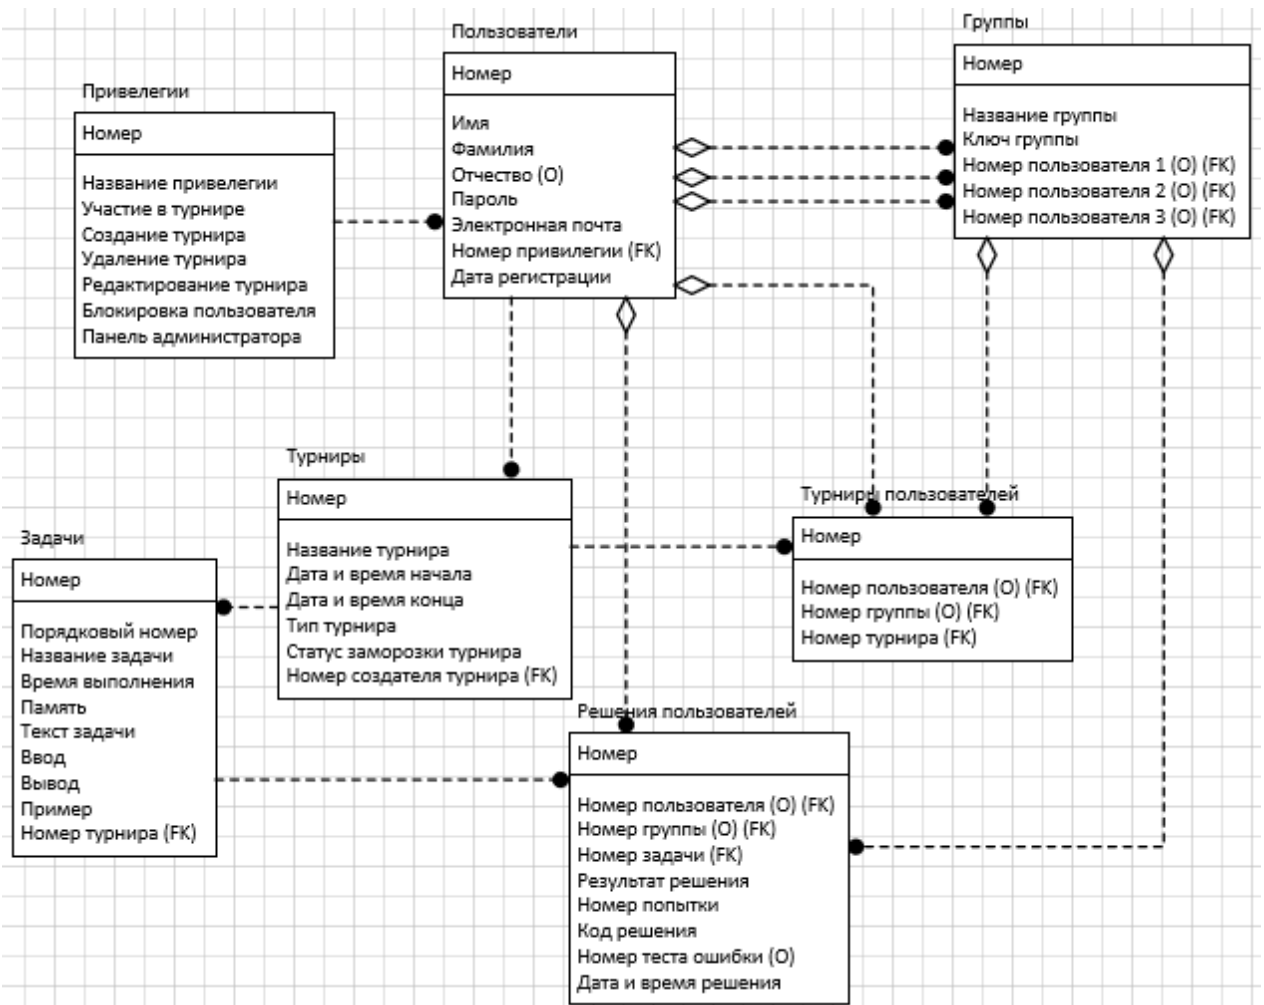 Привелегии
Номер
Название привелегии
Участие в турнире
Создание турнира
Удаление турнира
Редактирование турнира
Блокировка пользователя
Панель администратора
Пользователи
Номер
Имя
Фамилия
Отчество (О)
Пароль
Электронная почта
Номер привилегии (FK)
Дата регистрации
Группы
Номер
Название группы
Ключ группы
Номер пользователя 1 (О) (FK)
Номер пользователя 2 (О) (FK)
Номер пользователя 3 (О) (FK)
Задачи
Номер
Порядковый номер
Название задачи
Время выполнения
Память
Текст задачи
Ввод
Вывод
Пример
Номер турнира (FK)
Турниры
Номер
Название турнира
Дата и время начала
Дата и время конца
Тип турнира
Статус заморозки турнира
Номер создателя турнира (FK)
Турниры пользователей
Номер
Номер пользователя (О) (FK)
Номер группы (О) (FK)
Номер турнира (FK)
Решения пользователей
Номер
Номер пользователя (О) (FK)
Номер группы (О) (FK)
Номер задачи (FK)
Результат решения
Номер попытки
Код решения
Номер теста ошибки (О)
Дата и время решения